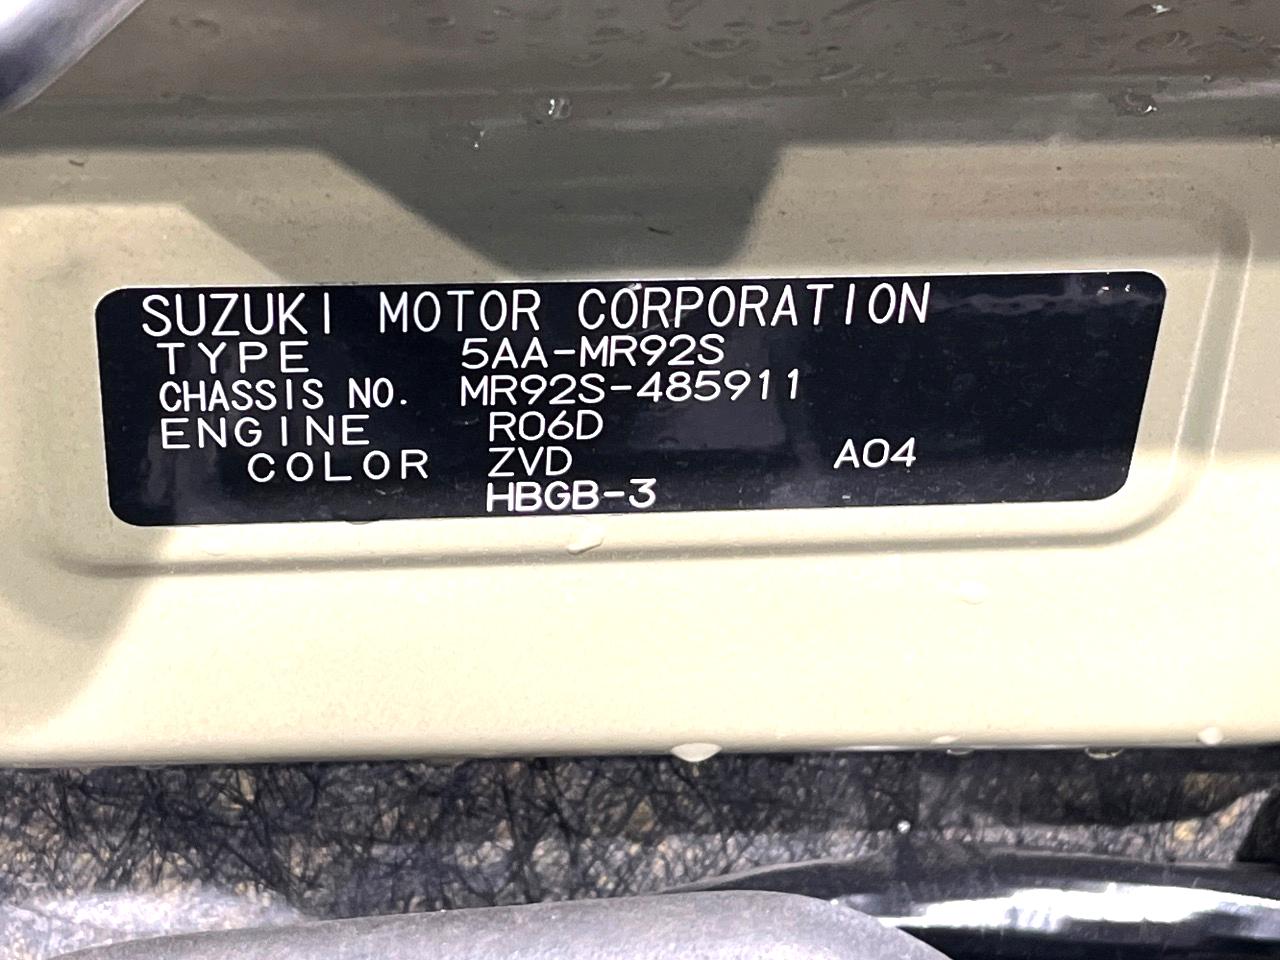 SUZUKI MOTOR CORPORATION
TYPE 5AA-MR92S
CHASSIS NO. MR92S-485911
ENGINE R06D
COLOR ZVD A04
HBGB-3